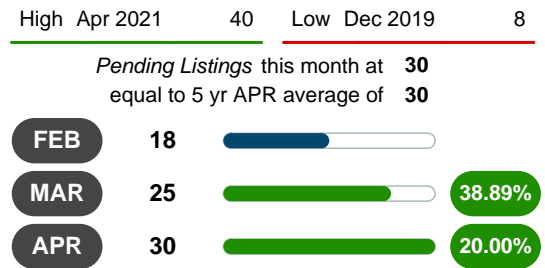 High Apr 2021 40 Low Dec 2019 8
Pending Listings this month at 30
equal to 5 yr APR average of 30
FEB 18
MAR 25 38.89%
APR 30 20.00%